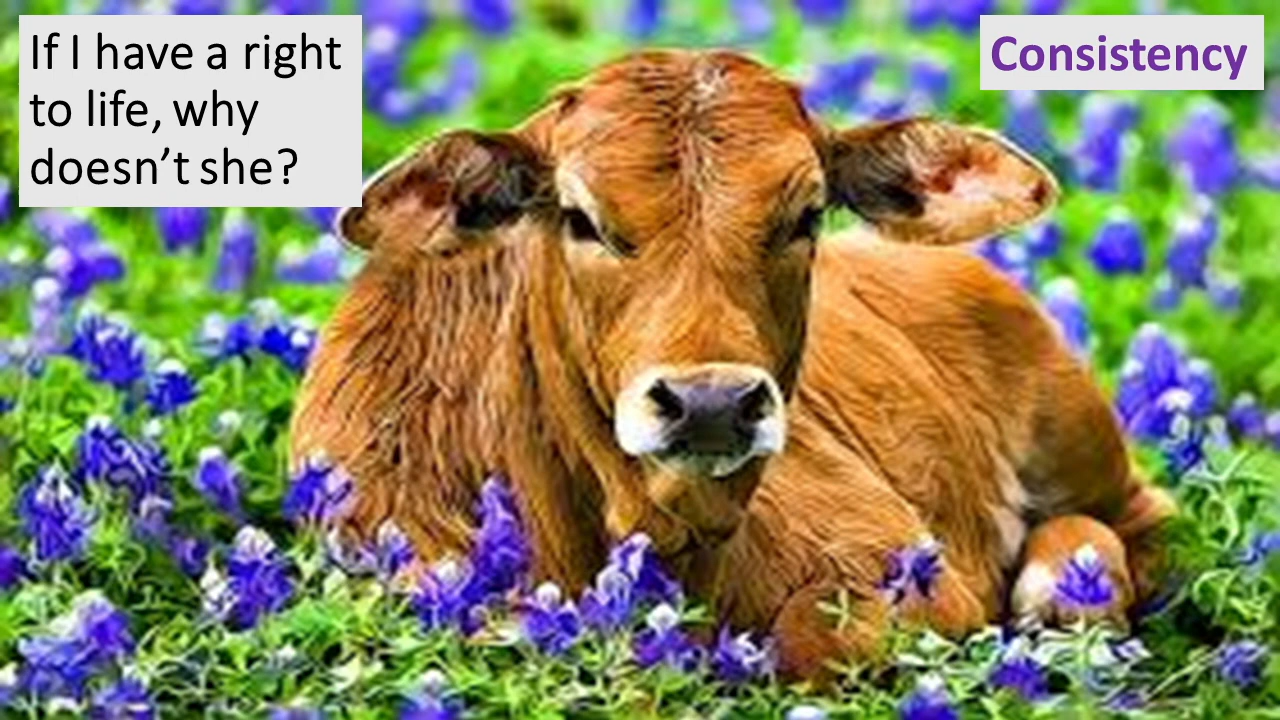 If I have a right
to life, why
doesn’t she?
Consistency